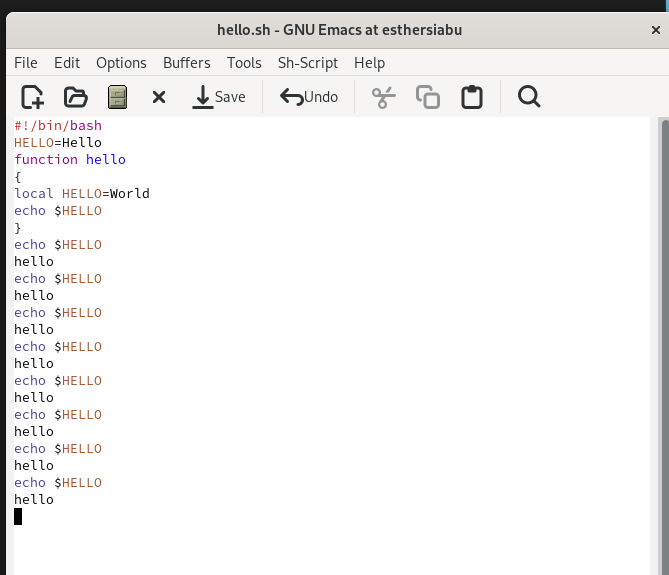 hello.sh - GNU Emacs at esthersiabu
File Edit Options Buffers Tools Sh-Script Help
Save Undo
#!/bin/bash
HELLO=Hello
function hello
{
local HELLO=World
echo $HELLO
}
echo $HELLO
hello
echo $HELLO
hello
echo $HELLO
hello
echo $HELLO
hello
echo $HELLO
hello
echo $HELLO
hello
echo $HELLO
hello
echo $HELLO
hello